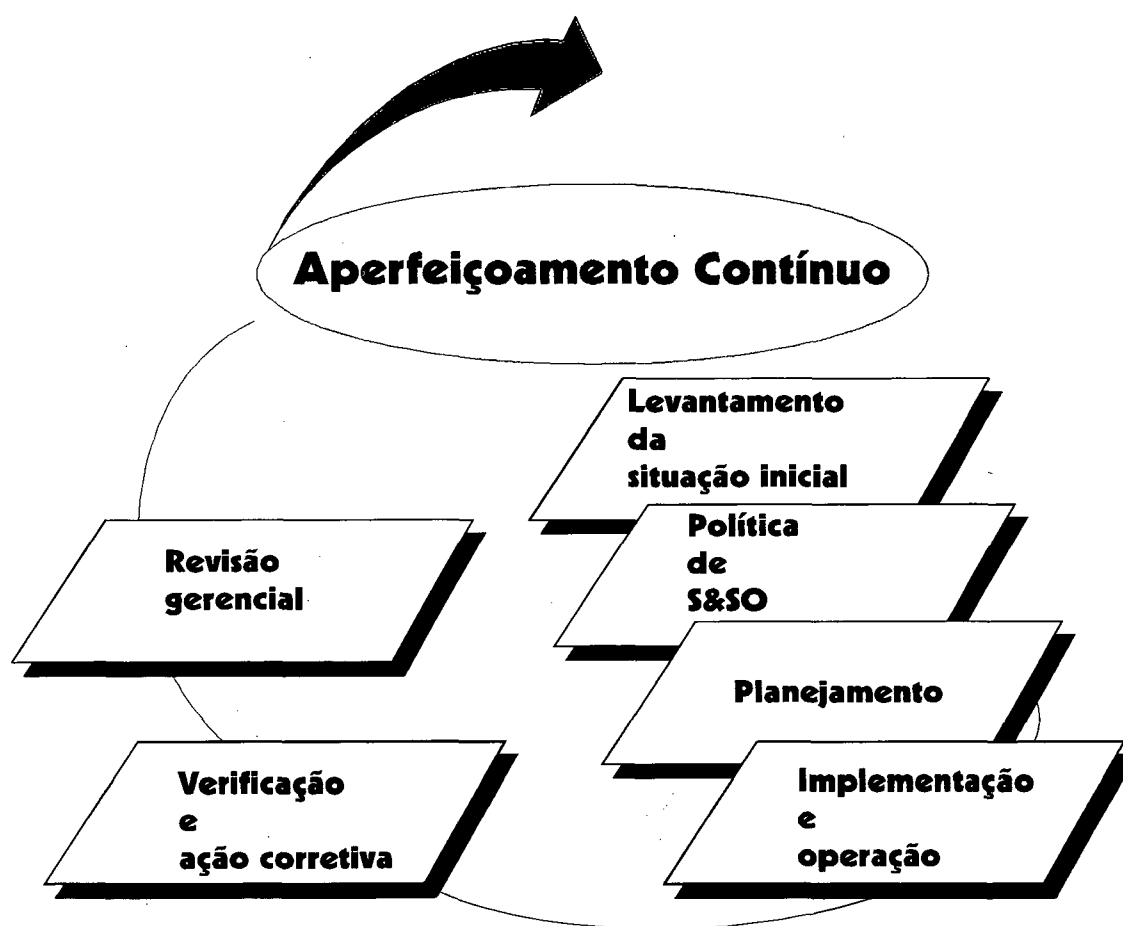 Aperfeiçoamento Contínuo
Levantamento
da
situação inicial
Política
de
S&SO
Planejamento
Implementação
e
operação
Verificação
e
ação corretiva
Revisão
gerencial